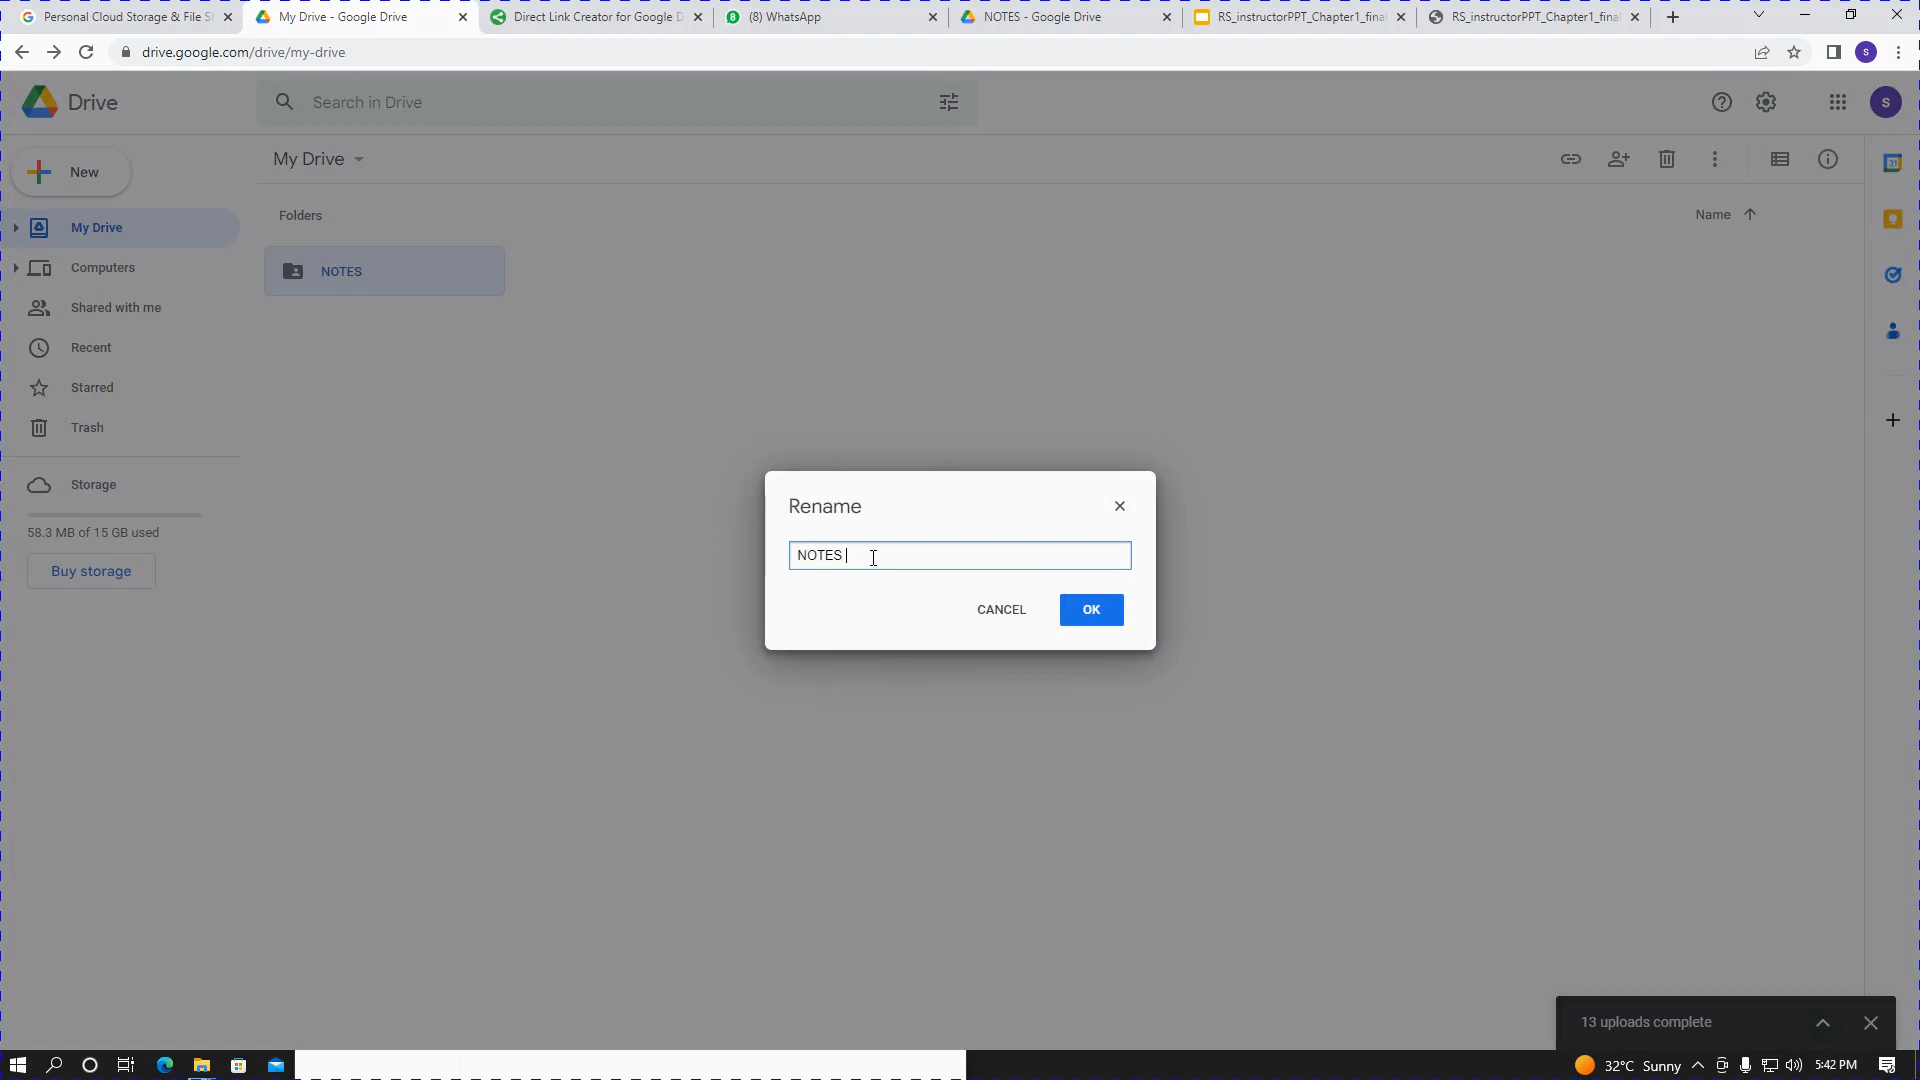 Personal Cloud Storage & File S
My Drive - Google Drive
Direct Link Creator for Google D
(8) WhatsApp
NOTES - Google Drive
RS_instructorPPT_Chapter1_final
RS_instructorPPT_Chapter1_fina
drive.google.com/drive/my-drive
S
Drive
Search in Drive
S
New
My Drive
Folders
Name
NOTES
My Drive
Computers
Shared with me
Recent
Starred
Trash
Storage
58.3 MB of 15 GB used
Buy storage
31
Rename
NOTES
CANCEL
OK
13 uploads complete
32°C Sunny
5:42 PM